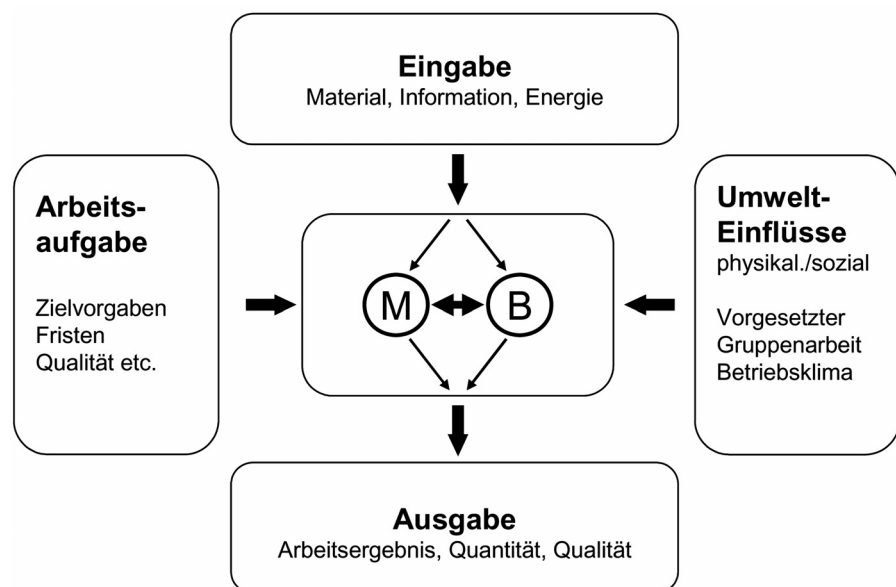 Eingabe
Material, Information, Energie
Arbeits-
aufgabe
Zielvorgaben
Fristen
Qualität etc.
M
B
Umwelt-
Einflüsse
physikal./sozial
Vorgesetzter
Gruppenarbeit
Betriebsklima
Ausgabe
Arbeitsergebnis, Quantität, Qualität